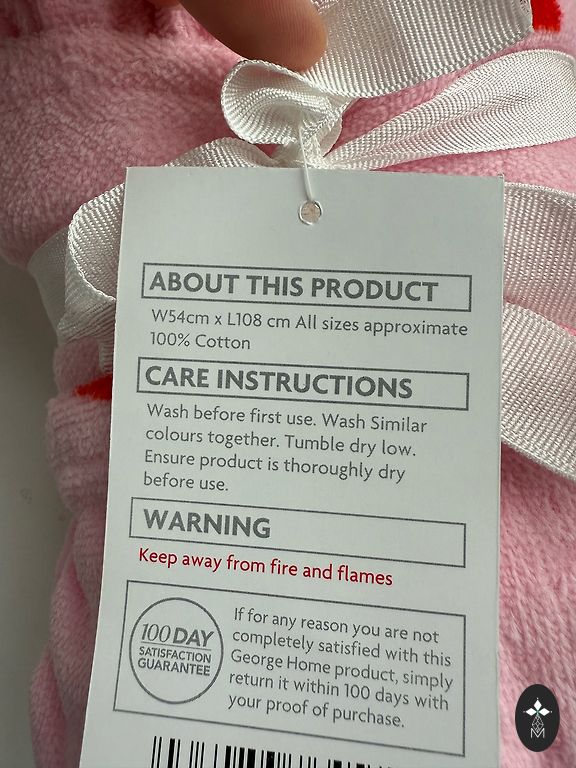 ABOUT THIS PRODUCT
W54cm x L108 cm All sizes approximate
100% Cotton
CARE INSTRUCTIONS
Wash before first use. Wash Similar
colours together. Tumble dry low.
Ensure product is thoroughly dry
before use.
WARNING
Keep away from fire and flames
100 DAY
SATISFACTION
GUARANTEE
If for any reason you are not
completely satisfied with this
George Home product, simply
return it within 100 days with
your proof of purchase.
M